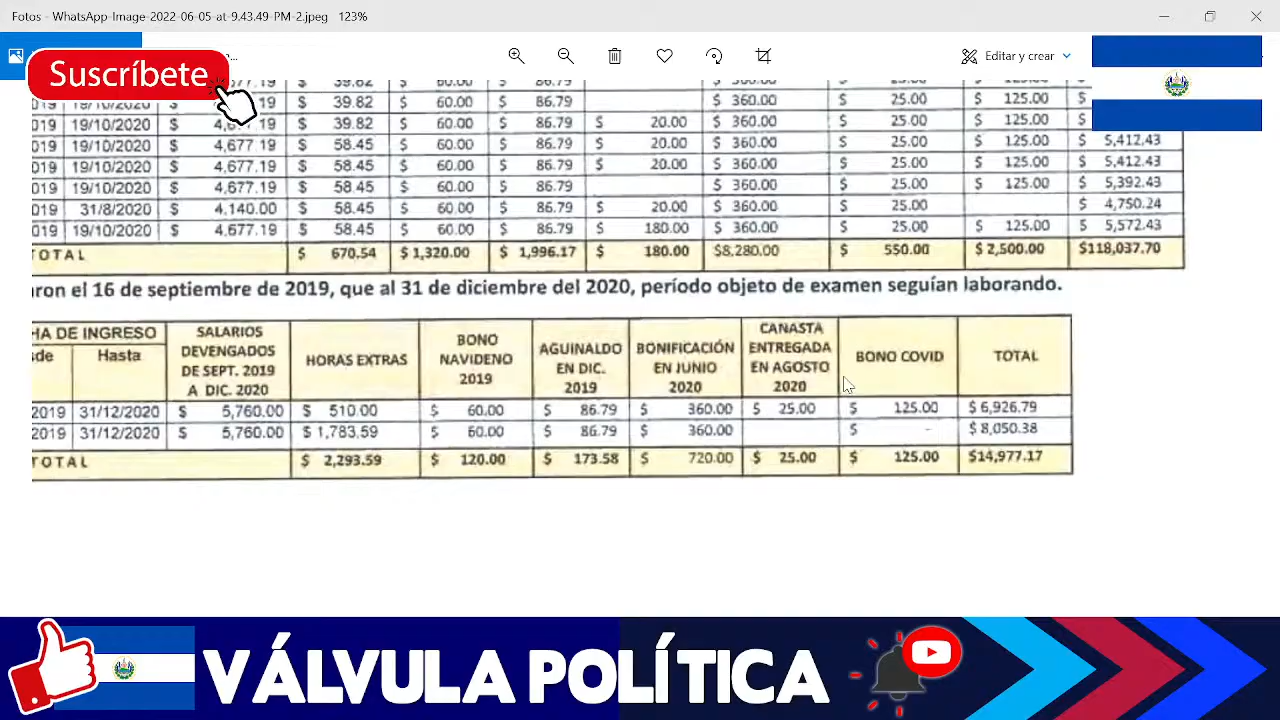 Fotos - WhatsApp-Image-2022-06-05-at-9.43.49-PM-2.jpeg 123%
Editar y crear
Suscríbete
39.82 $ 60.00 $ 86.79 $ 360.00 $ 25.00 $ 125.00 $
019 19/10/2020 $ 39.82 $ 60.00 $ 86.79 $ 20.00 $ 360.00 $ 25.00 $ 125.00 $
019 19/10/2020 $ 4,677.19 $ 58.45 $ 60.00 $ 86.79 $ 20.00 $ 360.00 $ 25.00 $ 125.00 $ 5,412.43
019 19/10/2020 $ 4,677.19 $ 58.45 $ 60.00 $ 86.79 $ 20.00 $ 360.00 $ 25.00 $ 125.00 $ 5,412.43
019 19/10/2020 $ 4,677.19 $ 58.45 $ 60.00 $ 86.79 $ 360.00 $ 25.00 $ 125.00 $ 5,392.43
019 31/8/2020 $ 4,140.00 $ 58.45 $ 60.00 $ 86.79 $ 20.00 $ 360.00 $ 25.00 $ 4,750.24
019 19/10/2020 $ 4,677.19 $ 58.45 $ 60.00 $ 86.79 $ 180.00 $ 360.00 $ 25.00 $ 125.00 $ 5,572.43
TOTAL $ 670.54 $ 1,320.00 $ 1,996.17 $ 180.00 $8,280.00 $ 550.00 $ 2,500.00 $118,037.70
aron el 16 de septiembre de 2019, que al 31 de diciembre del 2020, período objeto de examen seguían laborando.
HA DE INGRESO
de Hasta
SALARIOS
DEVENGADOS
DE SEPT. 2019
A DIC. 2020
HORAS EXTRAS
BONO
NAVIDENO
2019
AGUINALDO
EN DIC.
2019
BONIFICACIÓN
EN JUNIO
2020
CANASTA
ENTREGADA
EN AGOSTO
2020
BONO COVID
TOTAL
2019 31/12/2020 $ 5,760.00 $ 510.00 $ 60.00 $ 86.79 $ 360.00 $ 25.00 $ 125.00 $ 6,926.79
2019 31/12/2020 $ 5,760.00 $ 1,783.59 $ 60.00 $ 86.79 $ 360.00 $ - $ 8,050.38
TOTAL $ 2,293.59 $ 120.00 $ 173.58 $ 720.00 $ 25.00 $ 125.00 $14,977.17
VÁLVULA POLÍTICA